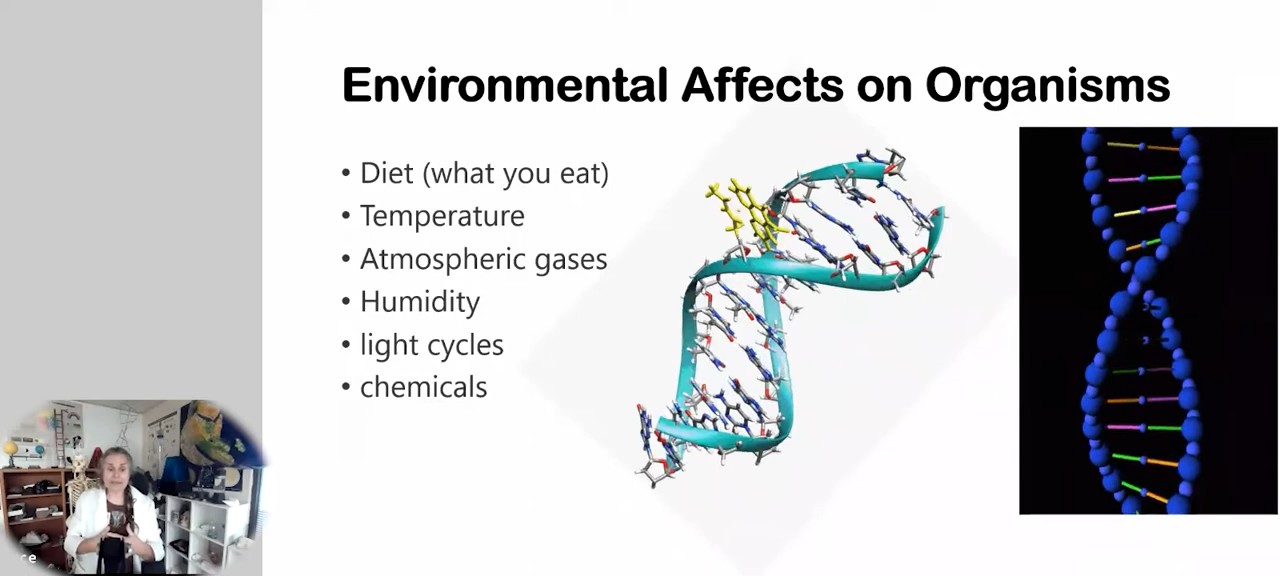 Environmental Affects on Organisms
• Diet (what you eat)
• Temperature
• Atmospheric gases
• Humidity
• light cycles
• chemicals